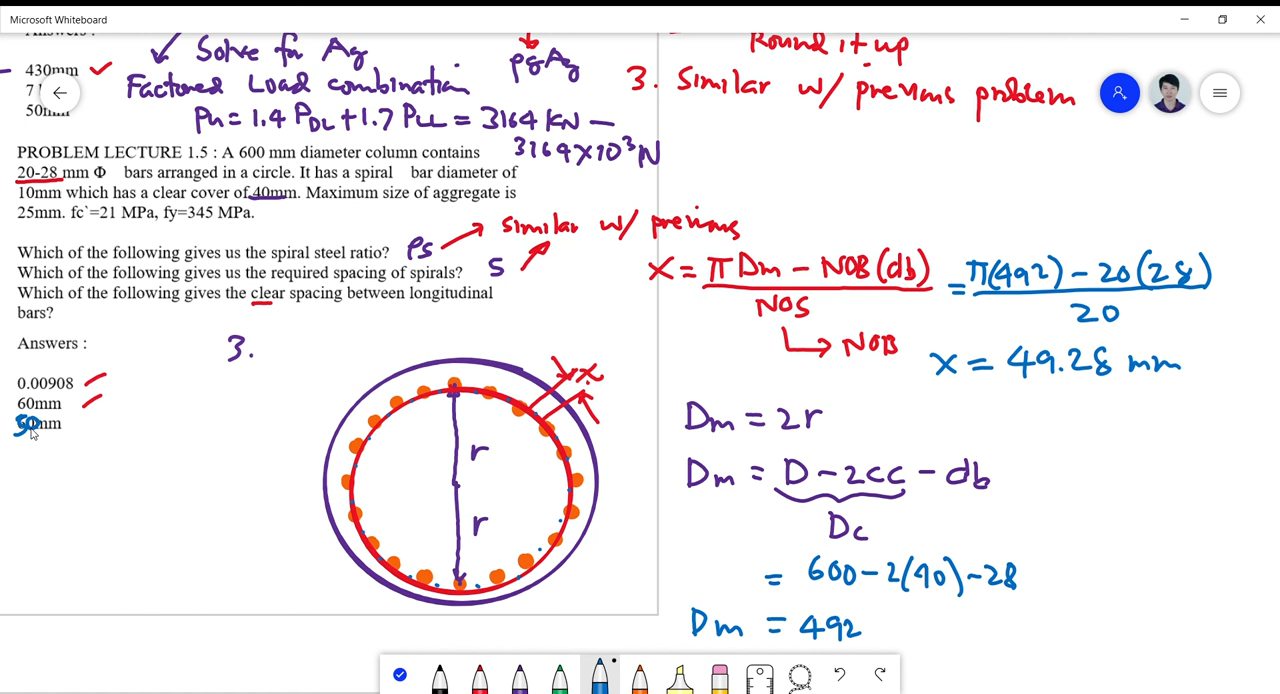 Microsoft Whiteboard
Answers :
430mm
50mm
✓ Solve for Ag
ρg Ag
Factored Load combination
Pu = 1.4 PDL + 1.7 PLL = 3164 KN —
3164 x 10³ N
Round it up
3. Similar w/ previous problem
PROBLEM LECTURE 1.5 : A 600 mm diameter column contains
20-28 mm Φ bars arranged in a circle. It has a spiral bar diameter of
10mm which has a clear cover of 40mm. Maximum size of aggregate is
25mm. fc`=21 MPa, fy=345 MPa.
Which of the following gives us the spiral steel ratio? ρs
Which of the following gives us the required spacing of spirals? S
Which of the following gives the clear spacing between longitudinal
bars?
similar w/ previous
Answers :
0.00908
60mm
50mm
3.
x
r
r
x = πDm - NOB (db) / NOS = π(492) - 20(28) / 20
NOB
x = 49.28 mm
Dm = 2r
Dm = D - 2cc - db
Dc
= 600 - 2(40) - 28
Dm = 492